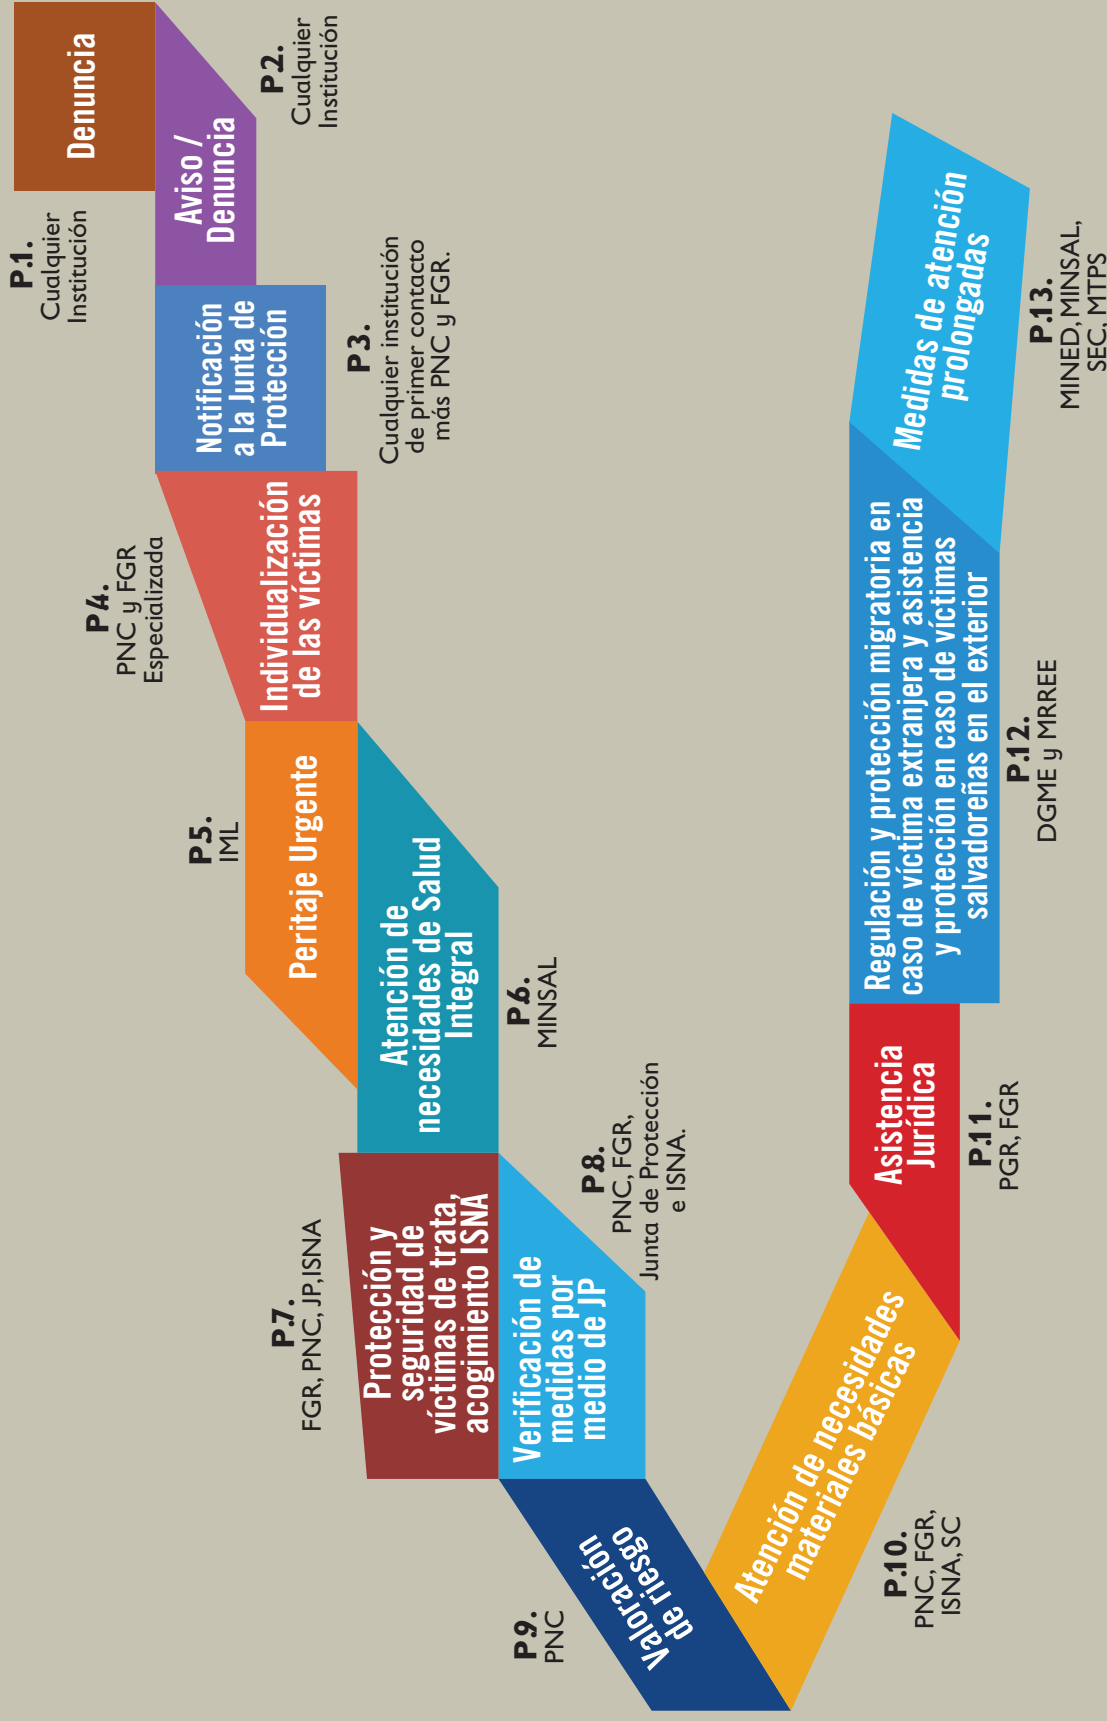 P.1.
Cualquier
Institución
Denuncia
Aviso /
Denuncia
P.2.
Cualquier
Institución
Notificación
a la Junta de
Protección
P.3.
Cualquier institución
de primer contacto
más PNC y FGR.
P.4.
PNC y FGR
Especializada
Individualización
de las víctimas
P.5.
IML
Peritaje Urgente
Atención de
necesidades de Salud
Integral
P.6.
MINSAL
P.7.
FGR, PNC, JP,ISNA
Protección y
seguridad de
víctimas de trata,
acogimiento ISNA
Verificación de
medidas por
medio de JP
P.8.
PNC, FGR,
Junta de Protección
e ISNA.
P.9.
PNC
Valoración
de riesgo
Atención de necesidades
materiales básicas
P.10.
PNC, FGR,
ISNA, SC
Asistencia
Jurídica
P.11.
PGR, FGR
Regulación y protección migratoria en
caso de víctima extranjera y asistencia
y protección en caso de víctimas
salvadoreñas en el exterior
P.12.
DGME y MRREE
Medidas de atención
prolongadas
P.13.
MINED, MINSAL,
SEC, MTPS